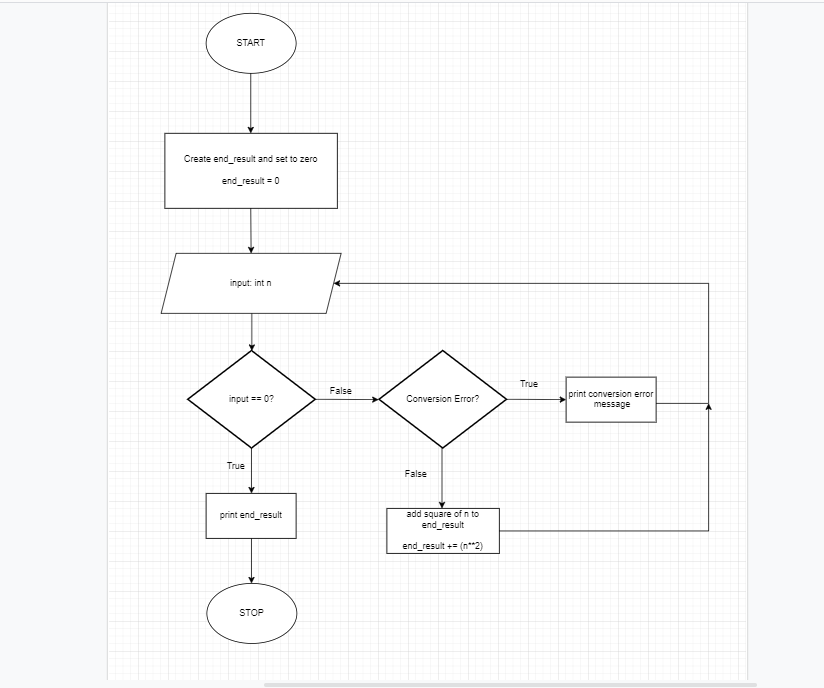 START
Create end_result and set to zero
end_result = 0
input: int n
input == 0?
False
Conversion Error?
True
print conversion error
message
True
False
print end_result
add square of n to
end_result
end_result += (n**2)
STOP